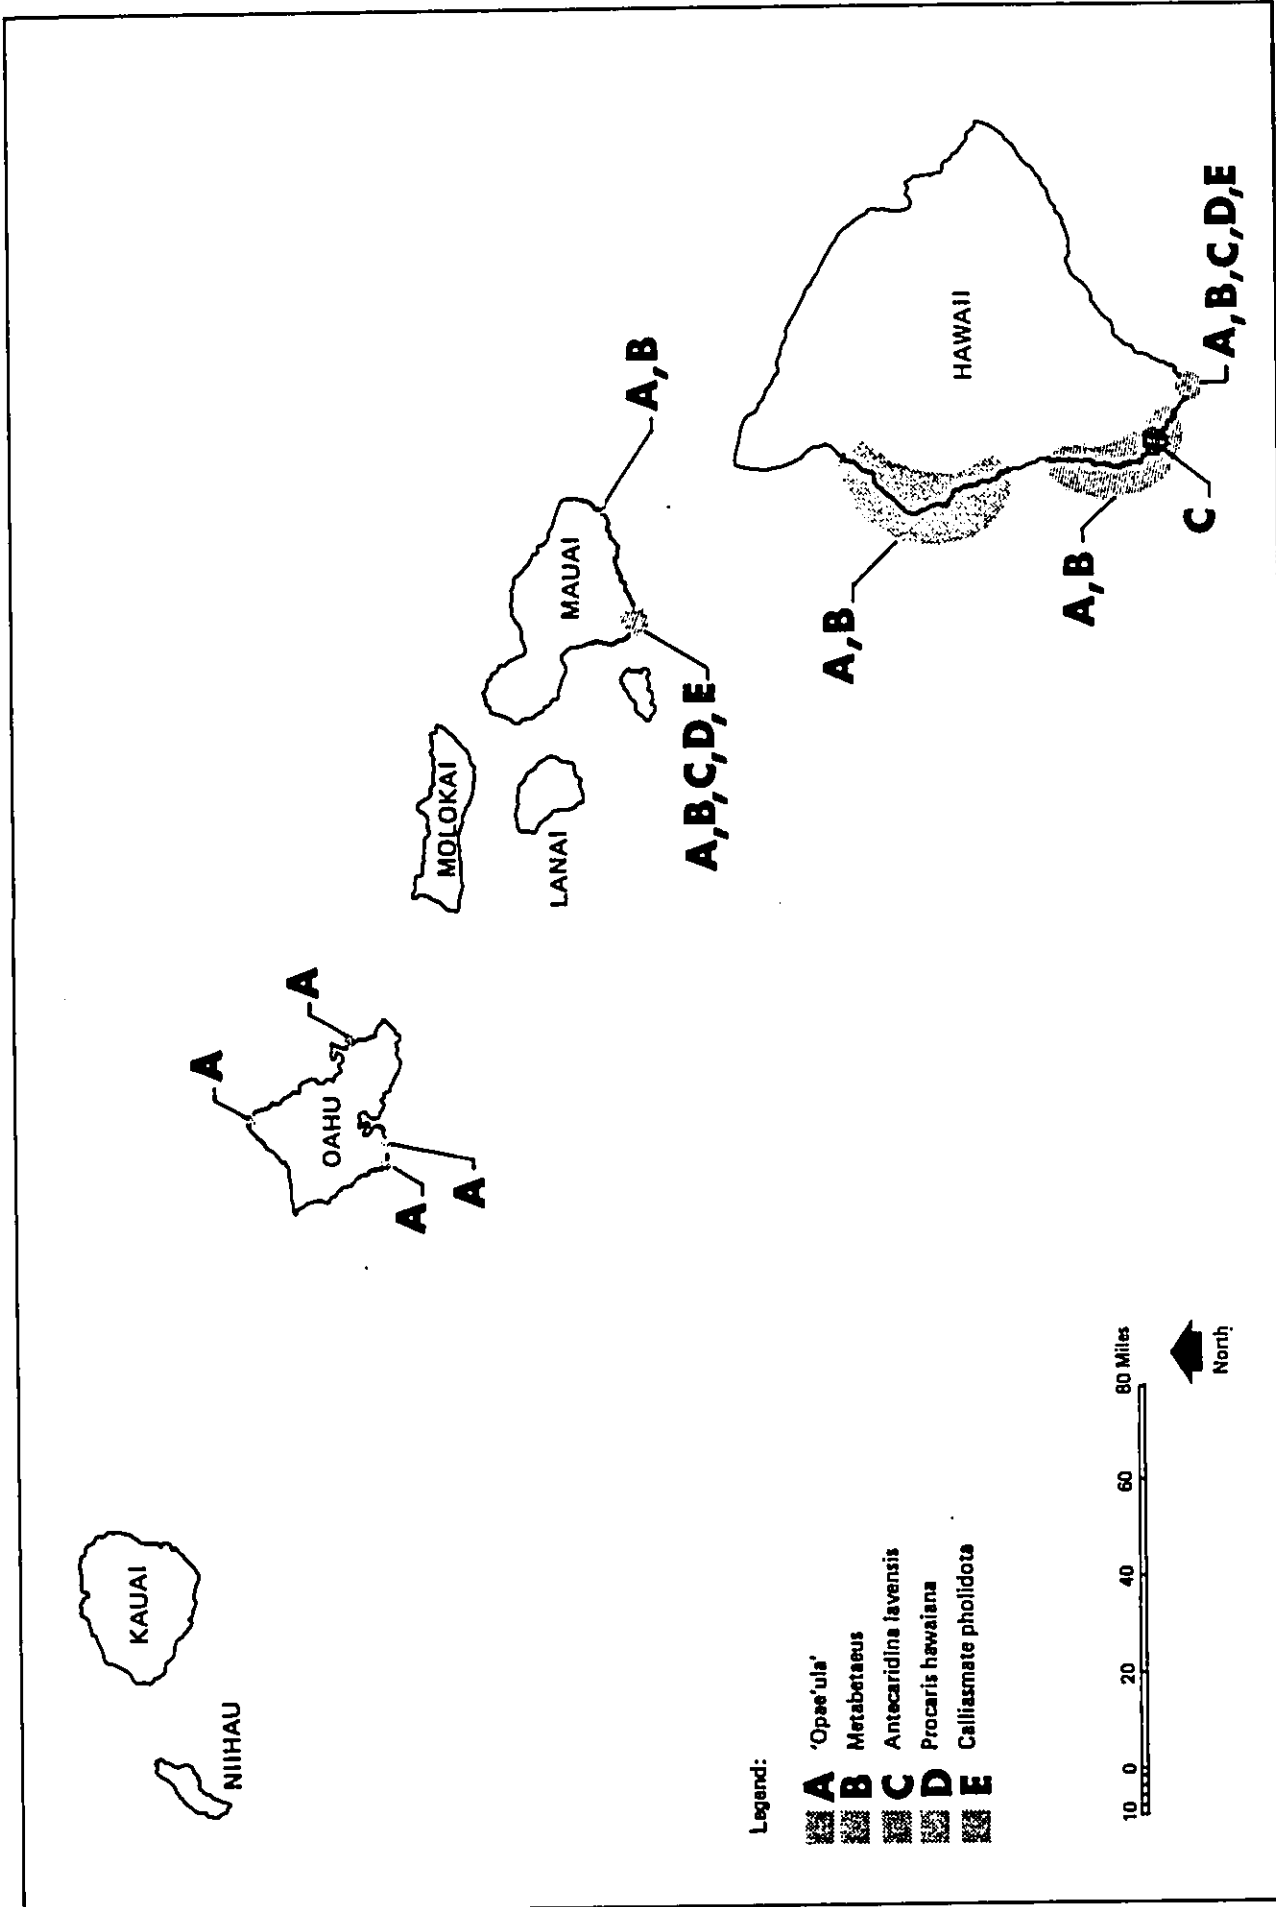 KAUAI
NIIHAU
OAHU
A
A
A
A
MOLOKAI
LANAI
MAUAI
A,B
A,B,C,D,E
HAWAII
A,B
A,B
C
A,B,C,D,E
Legend:
A 'Opae'ula'
B Metabetaeus
C Antecaridina lavensis
D Procaris hawaiana
E Calliasmate pholidota
10 0 20 40 60 80 Miles
North